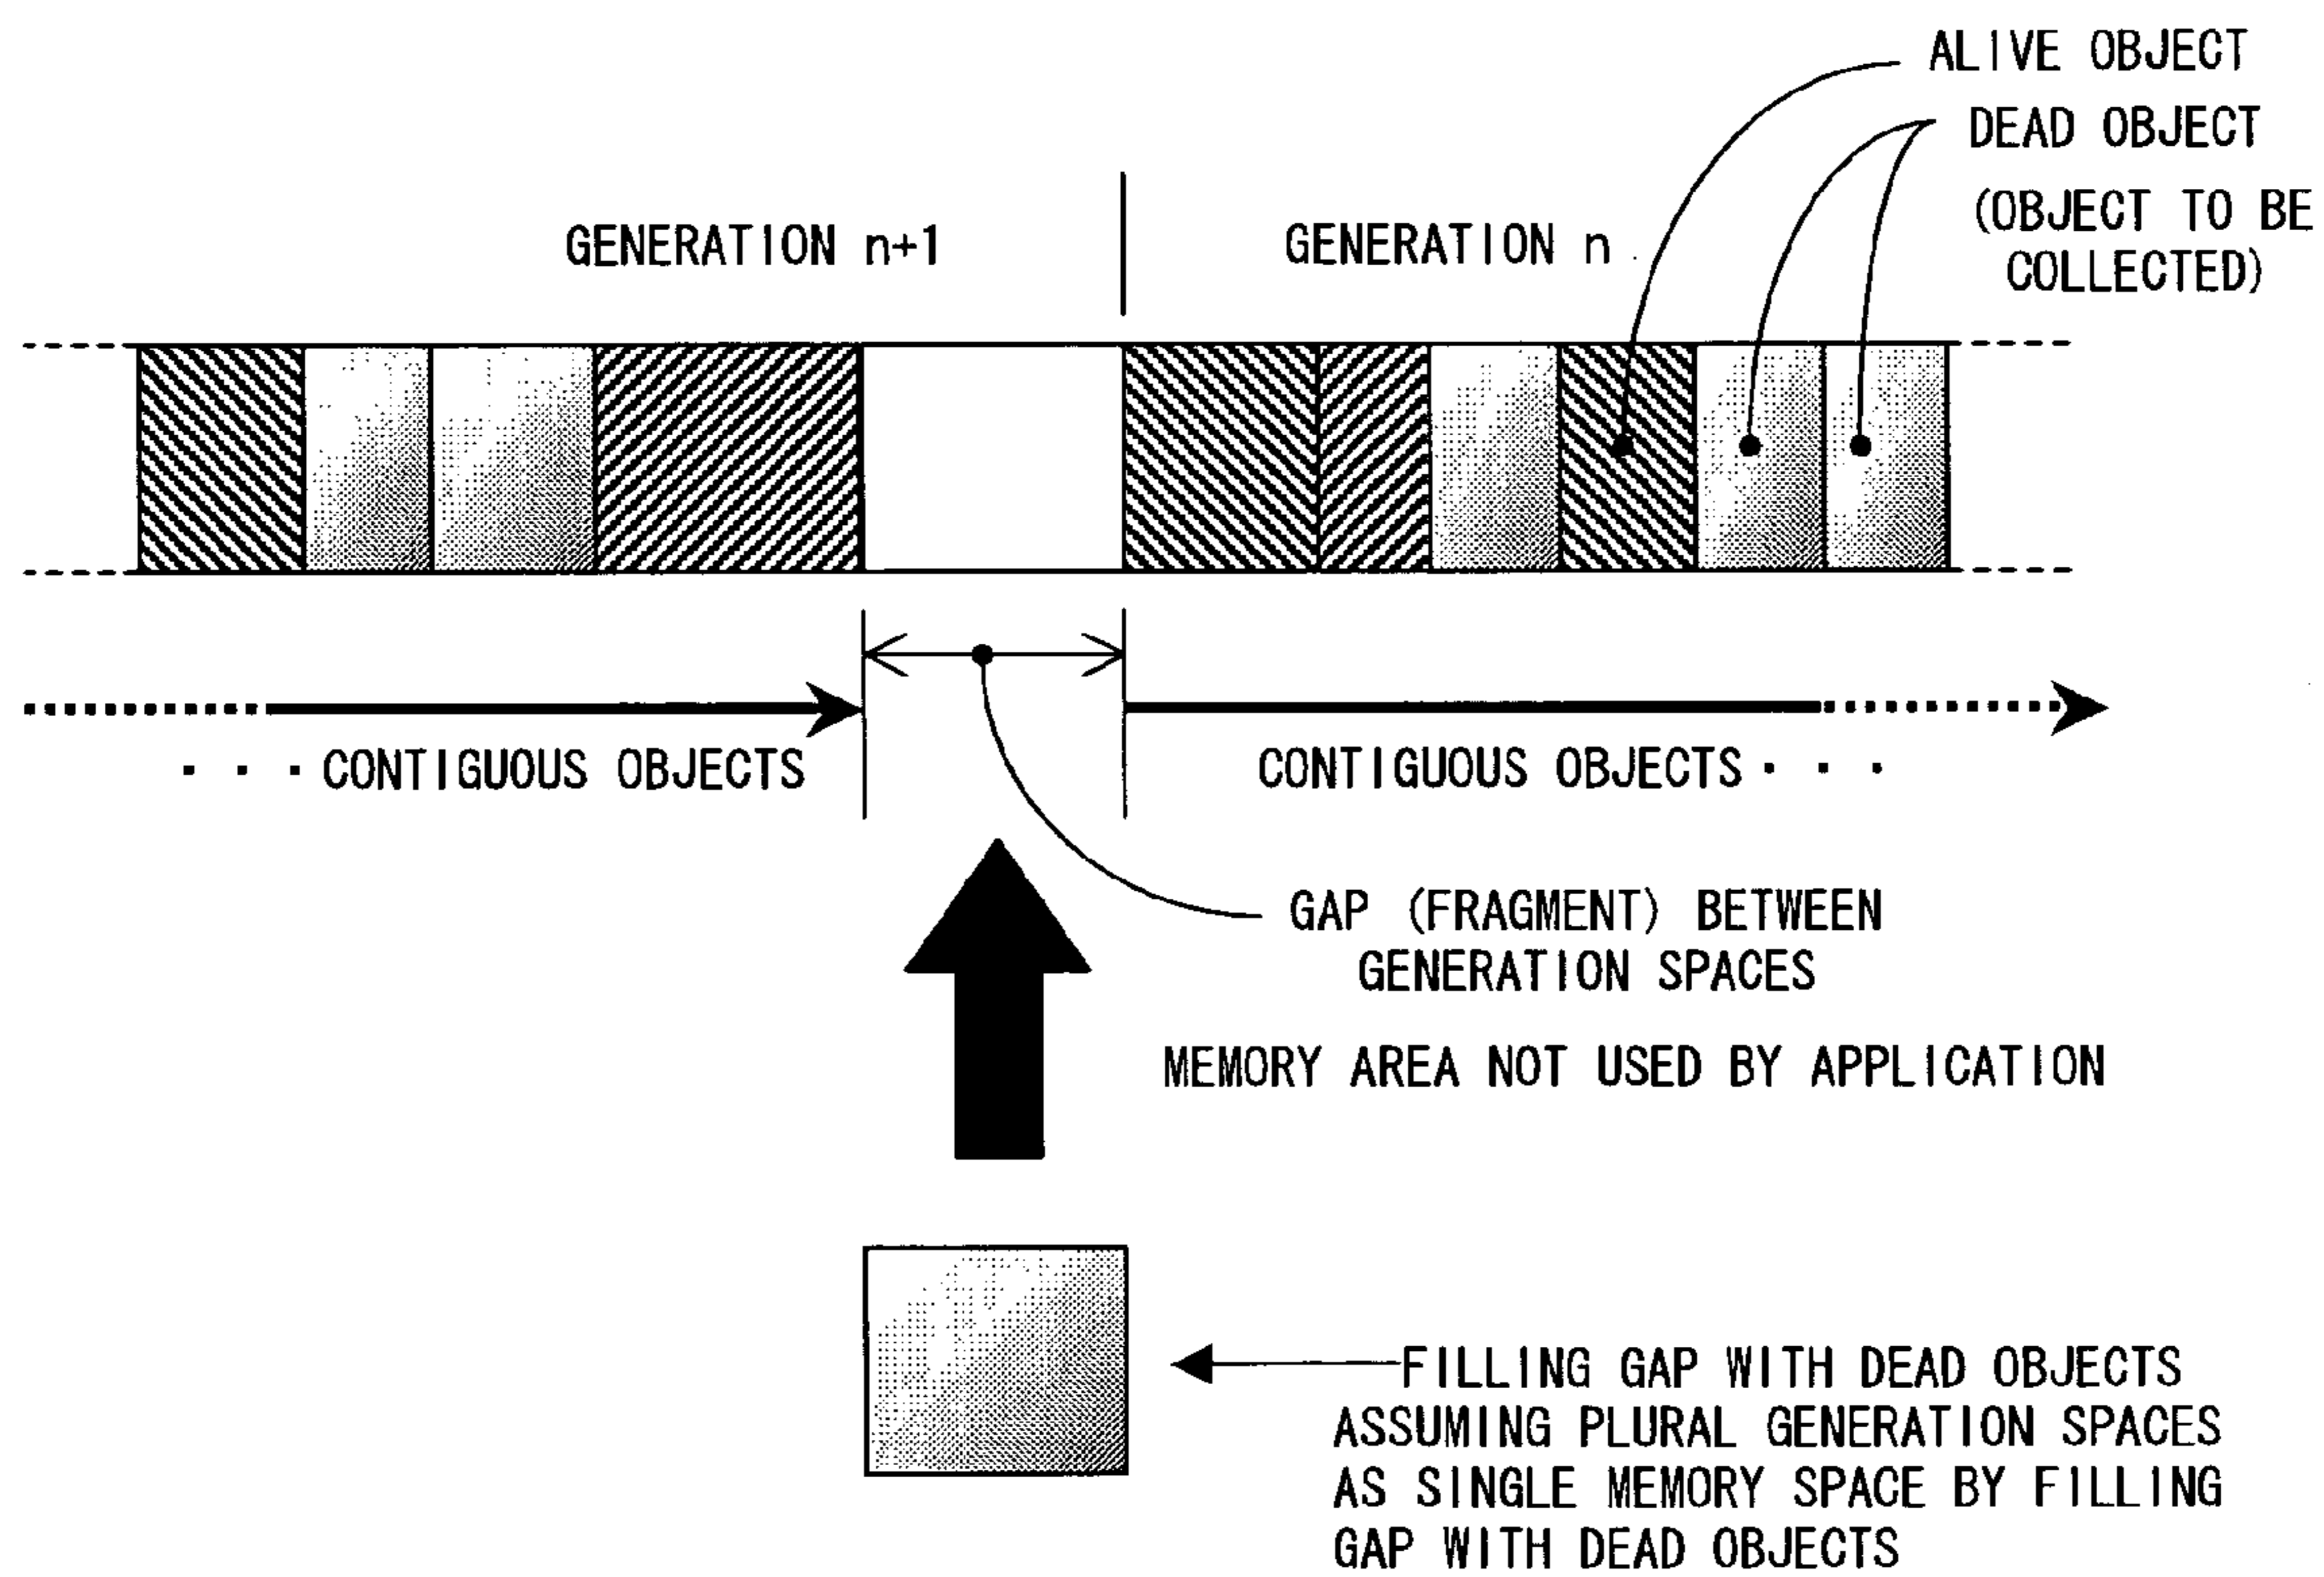 ALIVE OBJECT
DEAD OBJECT
(OBJECT TO BE
COLLECTED)
GENERATION n+1
GENERATION n
· · · CONTIGUOUS OBJECTS
CONTIGUOUS OBJECTS · · ·
GAP (FRAGMENT) BETWEEN
GENERATION SPACES
MEMORY AREA NOT USED BY APPLICATION
FILLING GAP WITH DEAD OBJECTS
ASSUMING PLURAL GENERATION SPACES
AS SINGLE MEMORY SPACE BY FILLING
GAP WITH DEAD OBJECTS